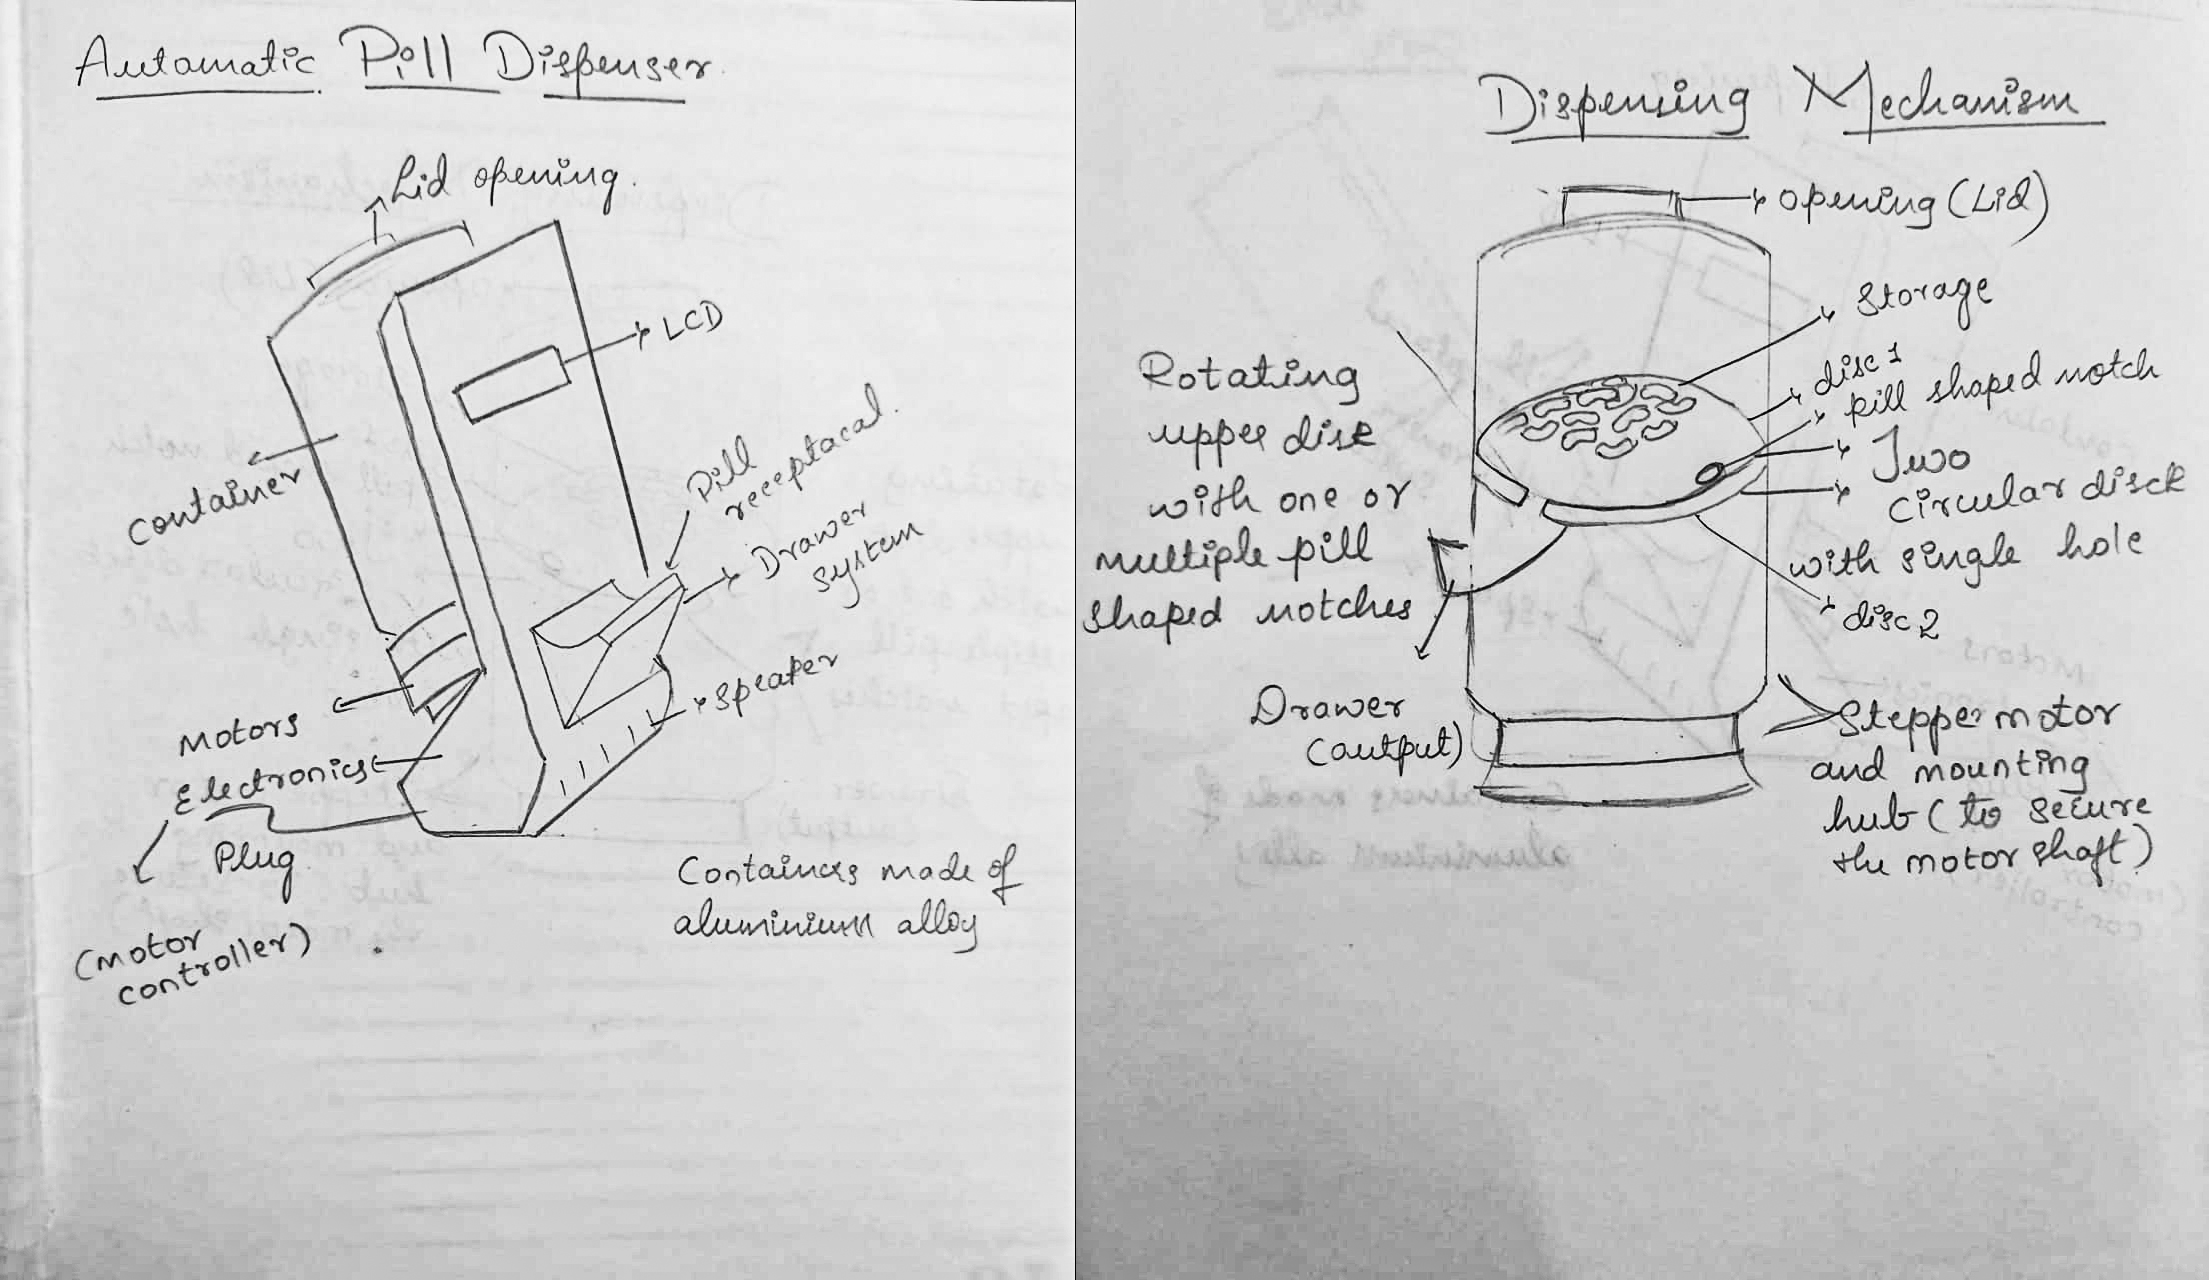 Automatic Pill Dispenser
Lid opening.
LCD
Container
Pill
receptacal.
Drawer
system
Motors
Speaker
Electronics
Plug
(motor
controller)
Containers made of
aluminium alloy
Dispensing Mechanism
opening (Lid)
Storage
disc 1
pill shaped notch
Rotating
upper disk
with one or
multiple pill
shaped notches
Two
circular disck
with single hole
disc 2
Drawer
(output)
Stepper motor
and mounting
hub (to secure
the motor shaft)